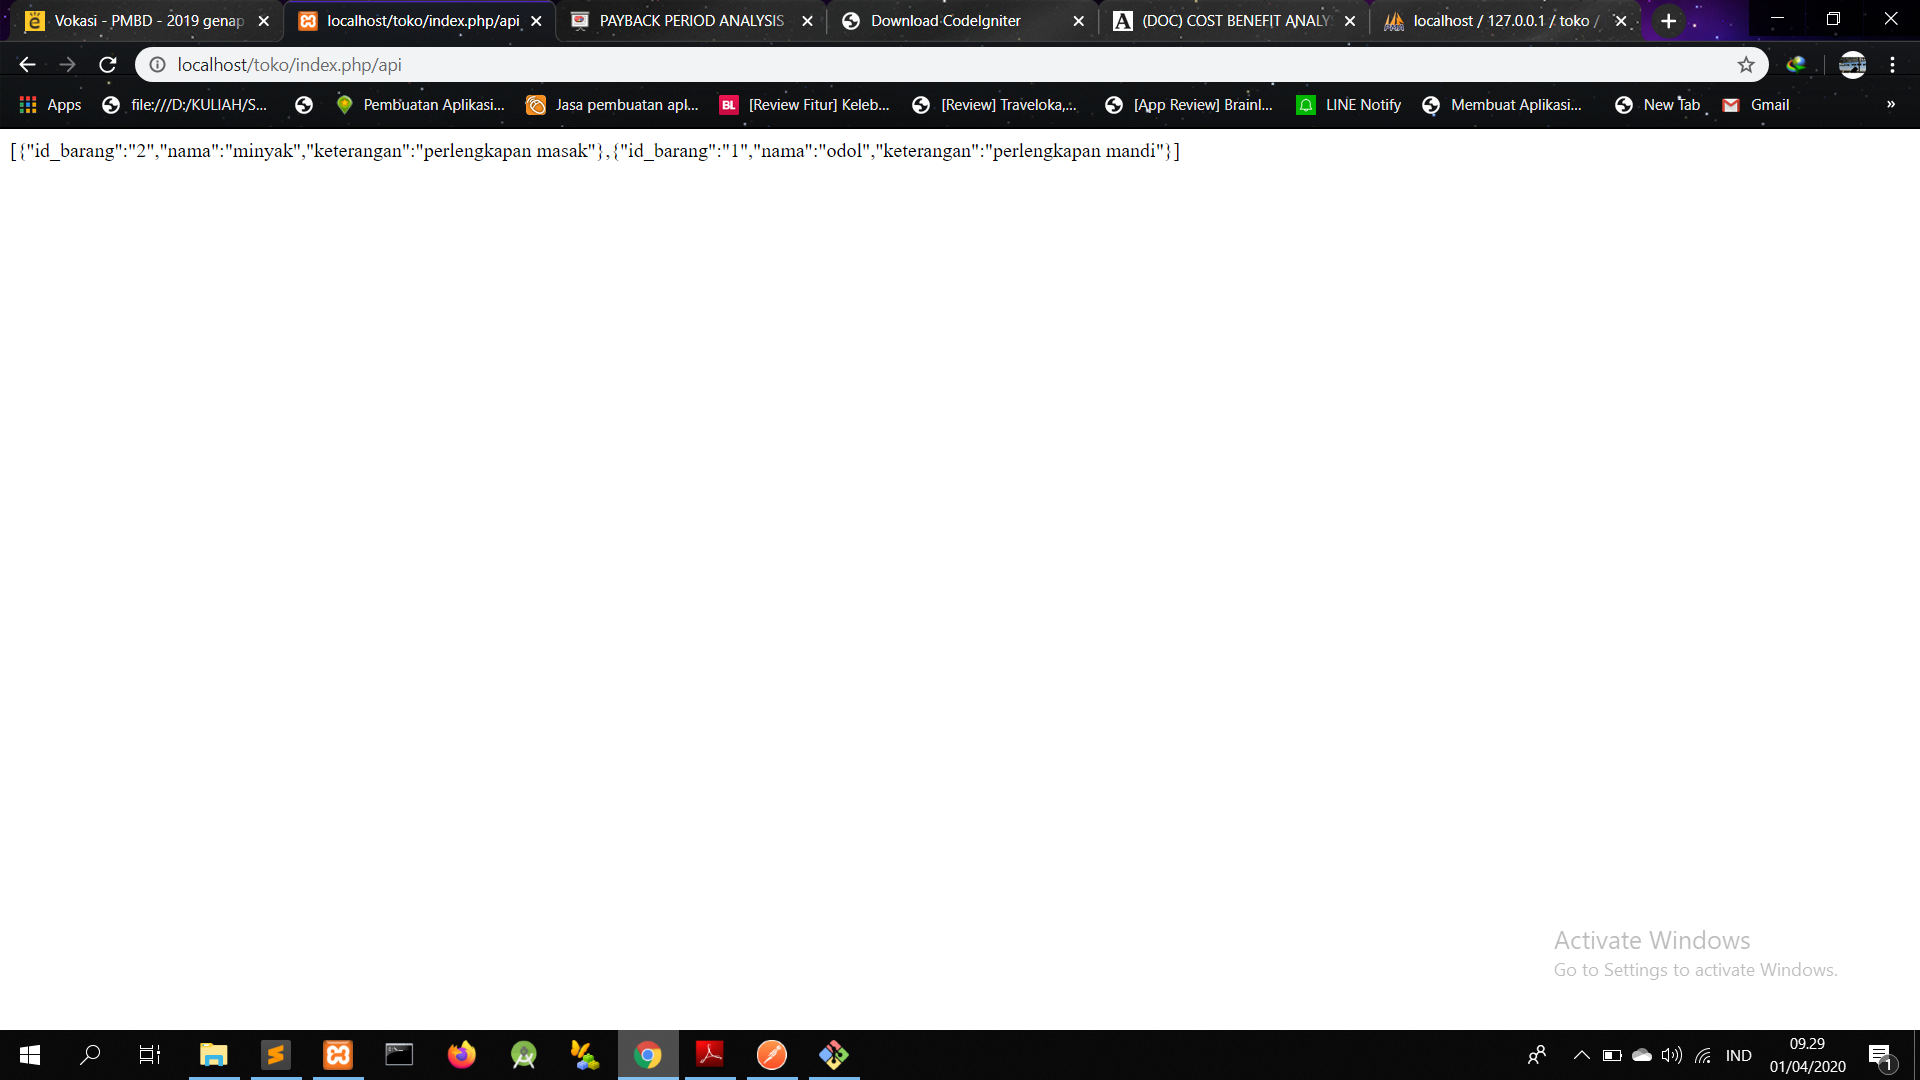 Vokasi - PMBD - 2019 genap
localhost/toko/index.php/api
PAYBACK PERIOD ANALYSIS
Download CodeIgniter
(DOC) COST BENEFIT ANALY
localhost / 127.0.0.1 / toko /
localhost/toko/index.php/api
Apps
file:///D:/KULIAH/S...
Pembuatan Aplikasi...
Jasa pembuatan apl...
BL
[Review Fitur] Keleb...
[Review] Traveloka,...
[App Review] Brainl...
LINE Notify
Membuat Aplikasi...
New Tab
Gmail
»
[{"id_barang":"2","nama":"minyak","keterangan":"perlengkapan masak"},{"id_barang":"1","nama":"odol","keterangan":"perlengkapan mandi"}]
Activate Windows
Go to Settings to activate Windows.
IND
09.29
01/04/2020
1